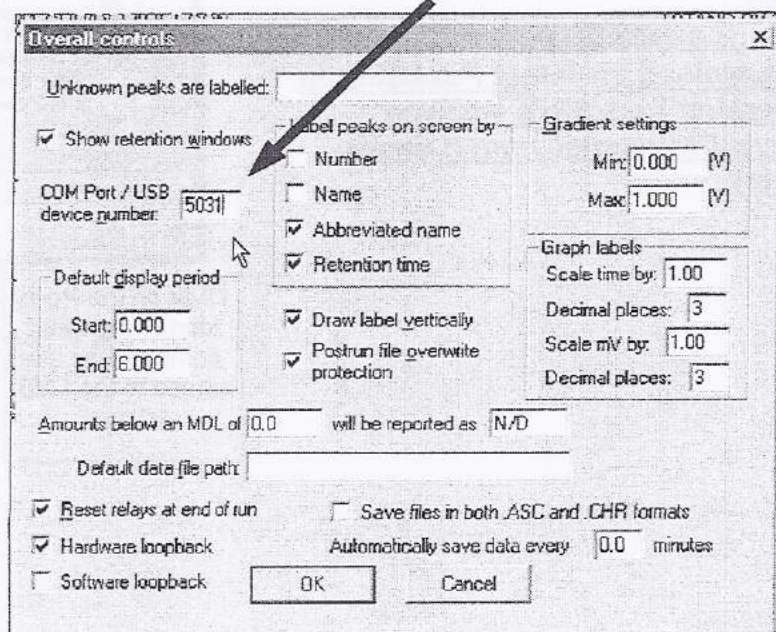 Overall controls
Unknown peaks are labelled:
Show retention windows
COM Port / USB
device number: 5031
Default display period
Start: 0.000
End: 6.000
Label peaks on screen by
Number
Name
Abbreviated name
Retention time
Draw label vertically
Postrun file overwrite
protection
Gradient settings
Min: 0.000 (V)
Max: 1.000 (V)
Graph labels
Scale time by: 1.00
Decimal places: 3
Scale mV by: 1.00
Decimal places: 3
Amounts below an MDL of 0.0 will be reported as N/D
Default data file path:
Reset relays at end of run
Save files in both .ASC and .CHR formats
Hardware loopback
Automatically save data every 0.0 minutes
Software loopback
OK
Cancel